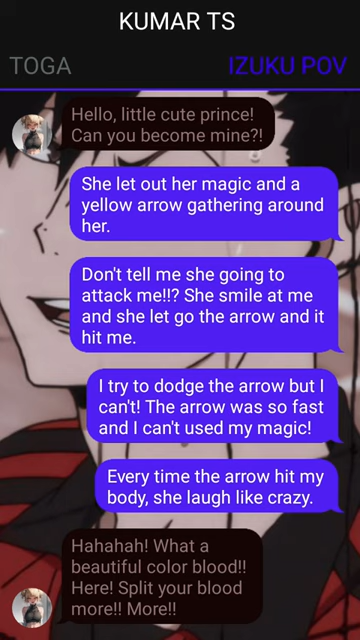 KUMAR TS
TOGA
IZUKU POV
Hello, little cute prince!
Can you become mine?!
She let out her magic and a
yellow arrow gathering around
her.
Don't tell me she going to
attack me!!? She smile at me
and she let go the arrow and it
hit me.
I try to dodge the arrow but I
can't! The arrow was so fast
and I can't used my magic!
Every time the arrow hit my
body, she laugh like crazy.
Hahahah! What a
beautiful color blood!!
Here! Split your blood
more!! More!!